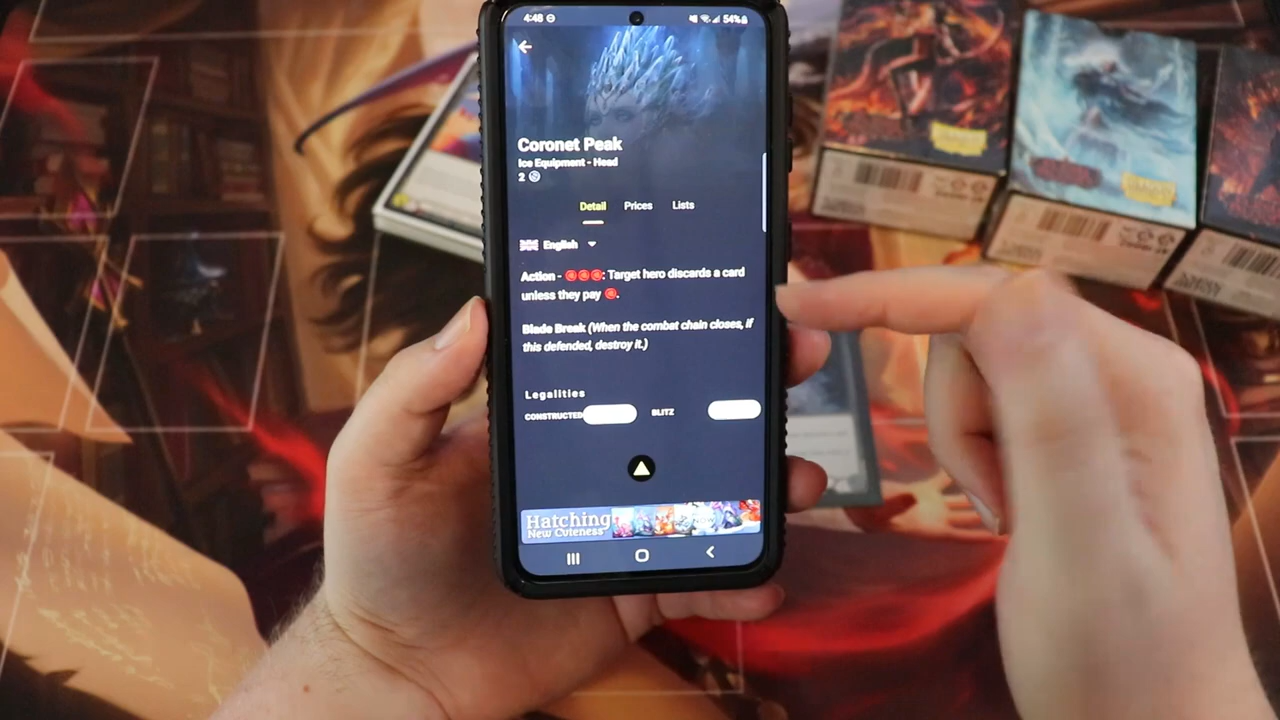 4:48
54%
Coronet Peak
Ice Equipment - Head
2
Detail Prices Lists
English
Action - : Target hero discards a card
unless they pay .
Blade Break (When the combat chain closes, if
this defended, destroy it.)
Legalities
CONSTRUCTED BLITZ
Hatching
New Cuteness